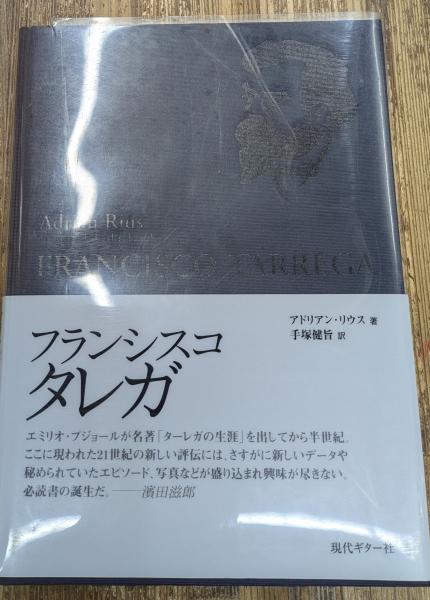 Adrián Rius
FRANCISCO TÁRREGA
アドリアン・リウス 著
手塚健旨 訳
フランシスコ
タレガ
エミリオ・プジョールが名著「ターレガの生涯」を出してから半世紀。
ここに現われた21世紀の新しい評伝には、さすがに新しいデータや
秘められていたエピソード、写真などが盛り込まれ興味が尽きない。
必読書の誕生だ。——濱田滋郎
現代ギター社